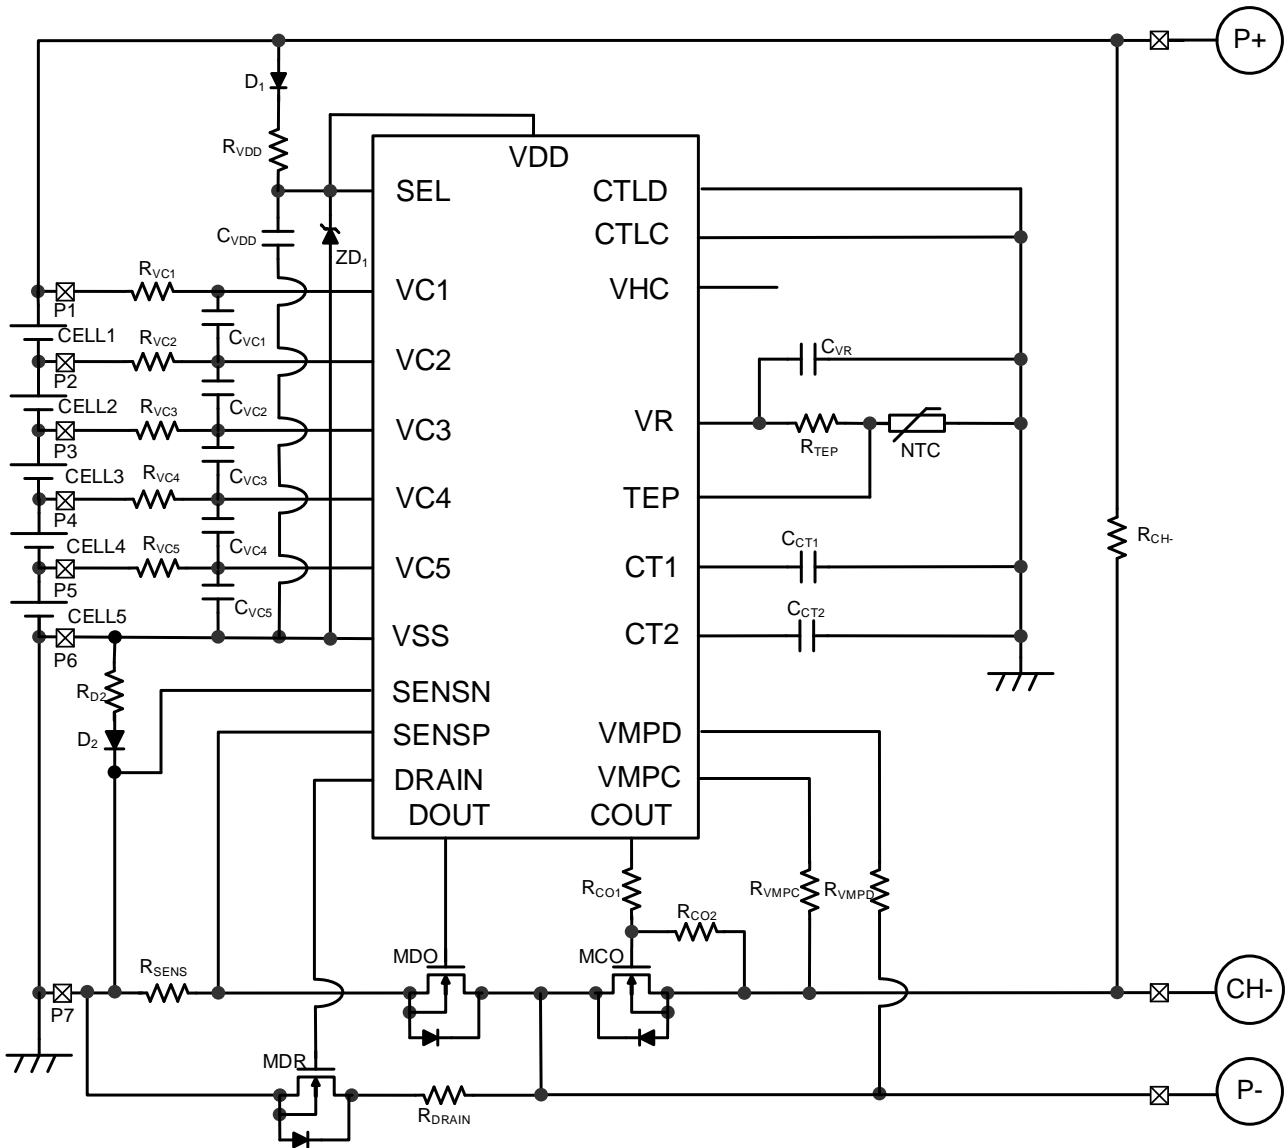 P+
D1
RVDD
VDD
SEL
CTLD
CVDD
ZD1
CTLC
RVC1
VC1
VHC
P1
CELL1
RVC2
CVC1
VC2
CVR
P2
CELL2
RVC3
CVC2
VC3
VR
P3
RTEP
NTC
CELL3
RVC4
CVC3
VC4
TEP
P4
RCH-
CELL4
RVC5
CVC4
VC5
CT1
CCT1
P5
CELL5
CVC5
VSS
CT2
CCT2
P6
RD2
SENSN
D2
SENSP
VMPD
DRAIN
VMPC
DOUT
COUT
RCO1
RVMPC
RVMPD
RCO2
MDO
MCO
RSENS
CH-
P7
MDR
RDRAIN
P-